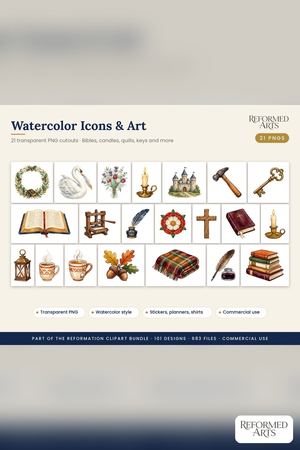 Watercolor Icons & Art
REFORMED
ARTS
21 transparent PNG cutouts · Bibles, candles, quills, keys and more
21 PNGS
Transparent PNG
Watercolor style
Stickers, planners, shirts
Commercial use
PART OF THE REFORMATION CLIPART BUNDLE · 101 DESIGNS · 883 FILES · COMMERCIAL USE
REFORMED
ARTS